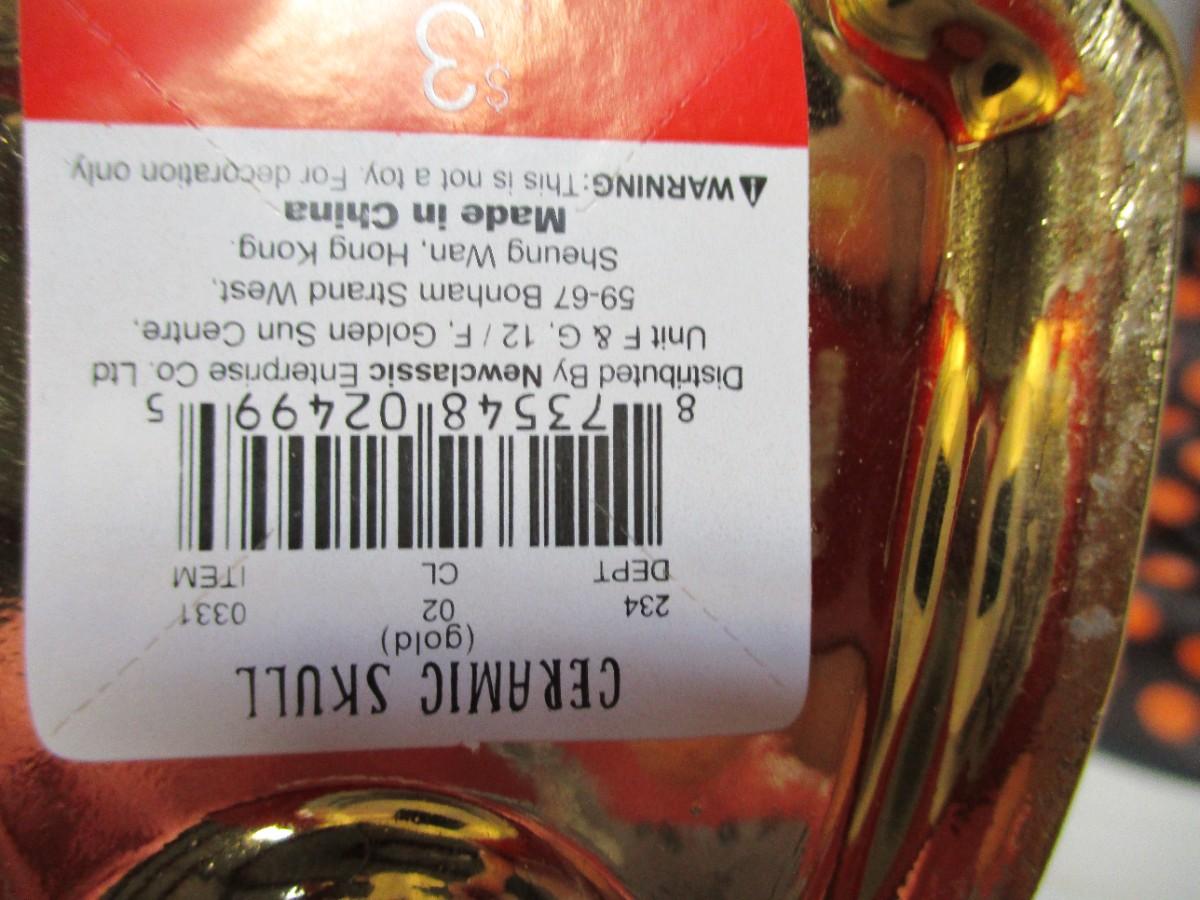 CERAMIC SKULL
(gold)
234 02 0331
DEPT CL ITEM
8 73548 02499 5
Distributed By Newclassic Enterprise Co. Ltd
Unit F & G, 12 / F, Golden Sun Centre,
59-67 Bonham Strand West,
Sheung Wan, Hong Kong.
Made in China
WARNING: This is not a toy. For decoration only.
$3